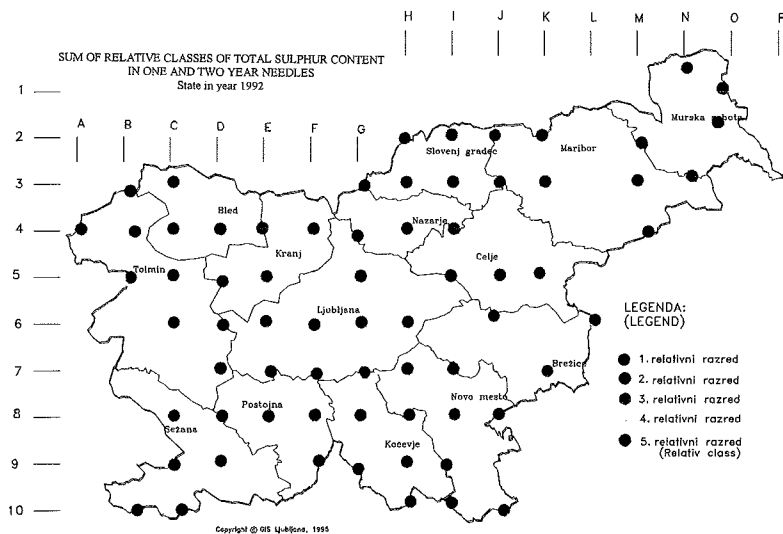 SUM OF RELATIVE CLASSES OF TOTAL SULPHUR CONTENT
IN ONE AND TWO YEAR NEEDLES
State in year 1992
H I J K L M N O P
A B C D E F G
1
2
3
4
5
6
7
8
9
10
Murska sobota
Slovenj gradec
Maribor
Bled
Nazarje
Kranj
Celje
Tolmin
Ljubljana
Brežice
Postojna
Novo mesto
Sežana
Kočevje
LEGENDA:
(LEGEND)
1. relativni razred
2. relativni razred
3. relativni razred
4. relativni razred
5. relativni razred
(Relativ class)
Copyright © GIS Ljubljana, 1995